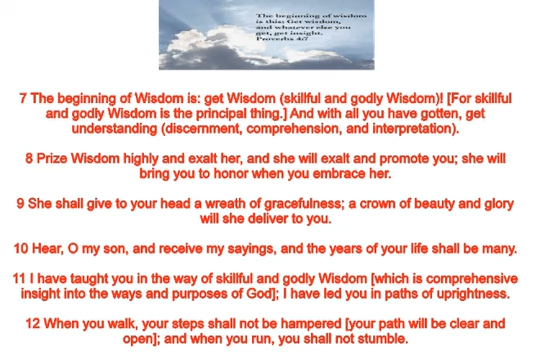 The beginning of wisdom
is this: Get wisdom,
and whatever else you
get, get insight.
Proverbs 4:7
7 The beginning of Wisdom is: get Wisdom (skillful and godly Wisdom)! [For skillful
and godly Wisdom is the principal thing.] And with all you have gotten, get
understanding (discernment, comprehension, and interpretation).
8 Prize Wisdom highly and exalt her, and she will exalt and promote you; she will
bring you to honor when you embrace her.
9 She shall give to your head a wreath of gracefulness; a crown of beauty and glory
will she deliver to you.
10 Hear, O my son, and receive my sayings, and the years of your life shall be many.
11 I have taught you in the way of skillful and godly Wisdom [which is comprehensive
insight into the ways and purposes of God]; I have led you in paths of uprightness.
12 When you walk, your steps shall not be hampered [your path will be clear and
open]; and when you run, you shall not stumble.